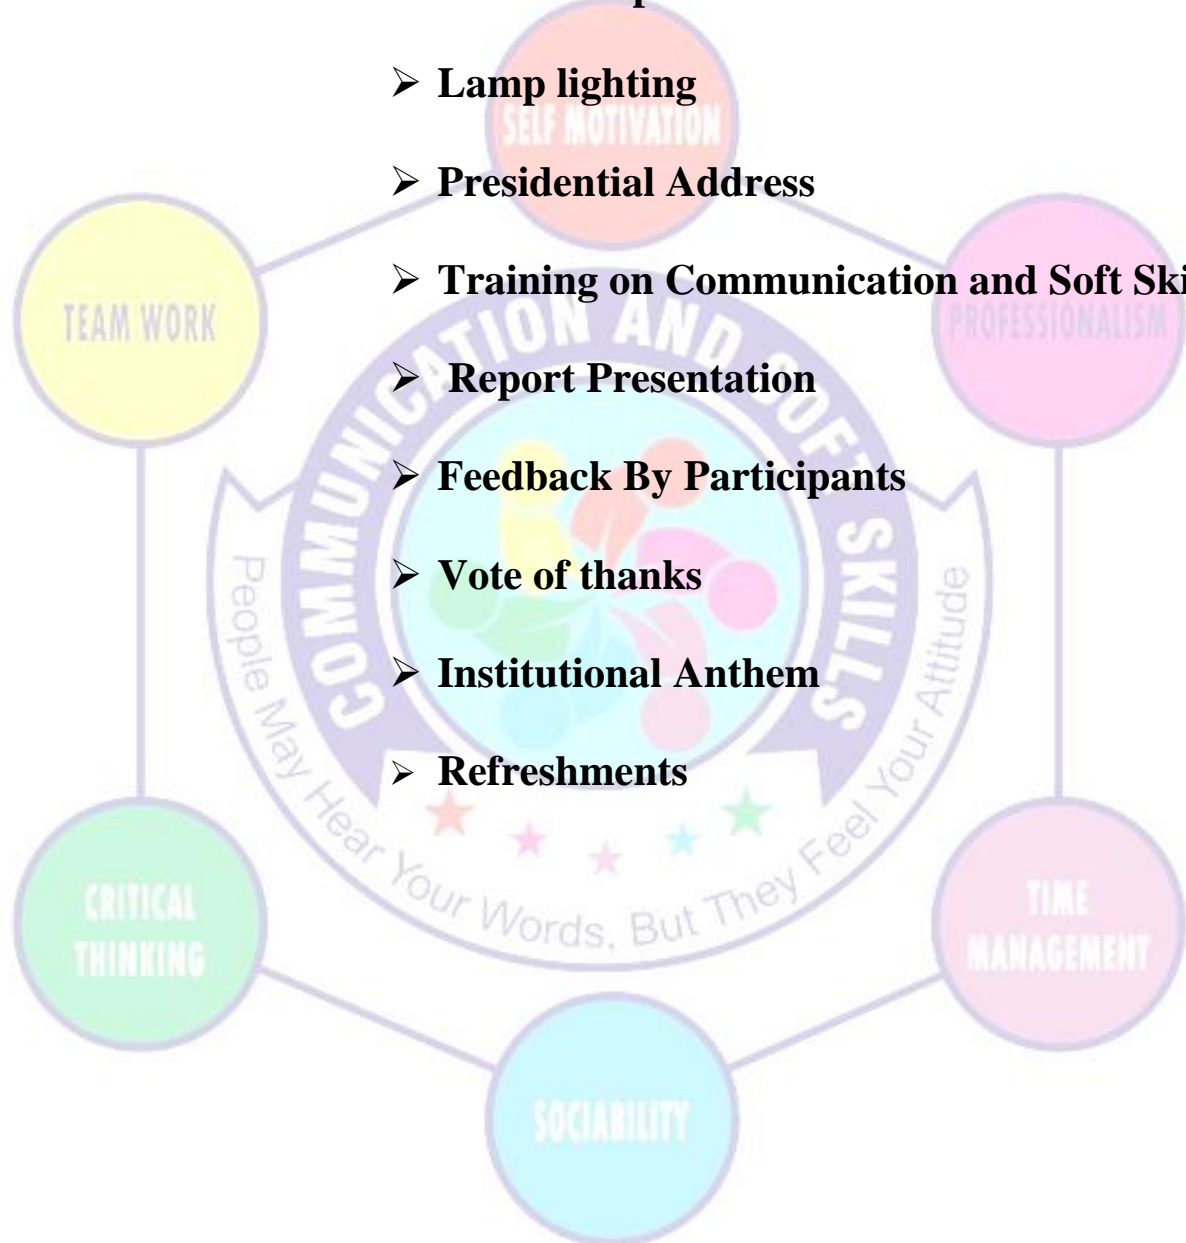 ➢ Lamp lighting
SELF MOTIVATION
➢ Presidential Address
➢ Training on Communication and Soft Ski
TEAM WORK
PROFESSIONALISM
➢ Report Presentation
➢ Feedback By Participants
➢ Vote of thanks
➢ Institutional Anthem
➢ Refreshments
COMMUNICATION AND SOFT SKILLS
People May Hear Your Words, But They Feel Your Attitude
CRITICAL
THINKING
TIME
MANAGEMENT
SOCIABILITY